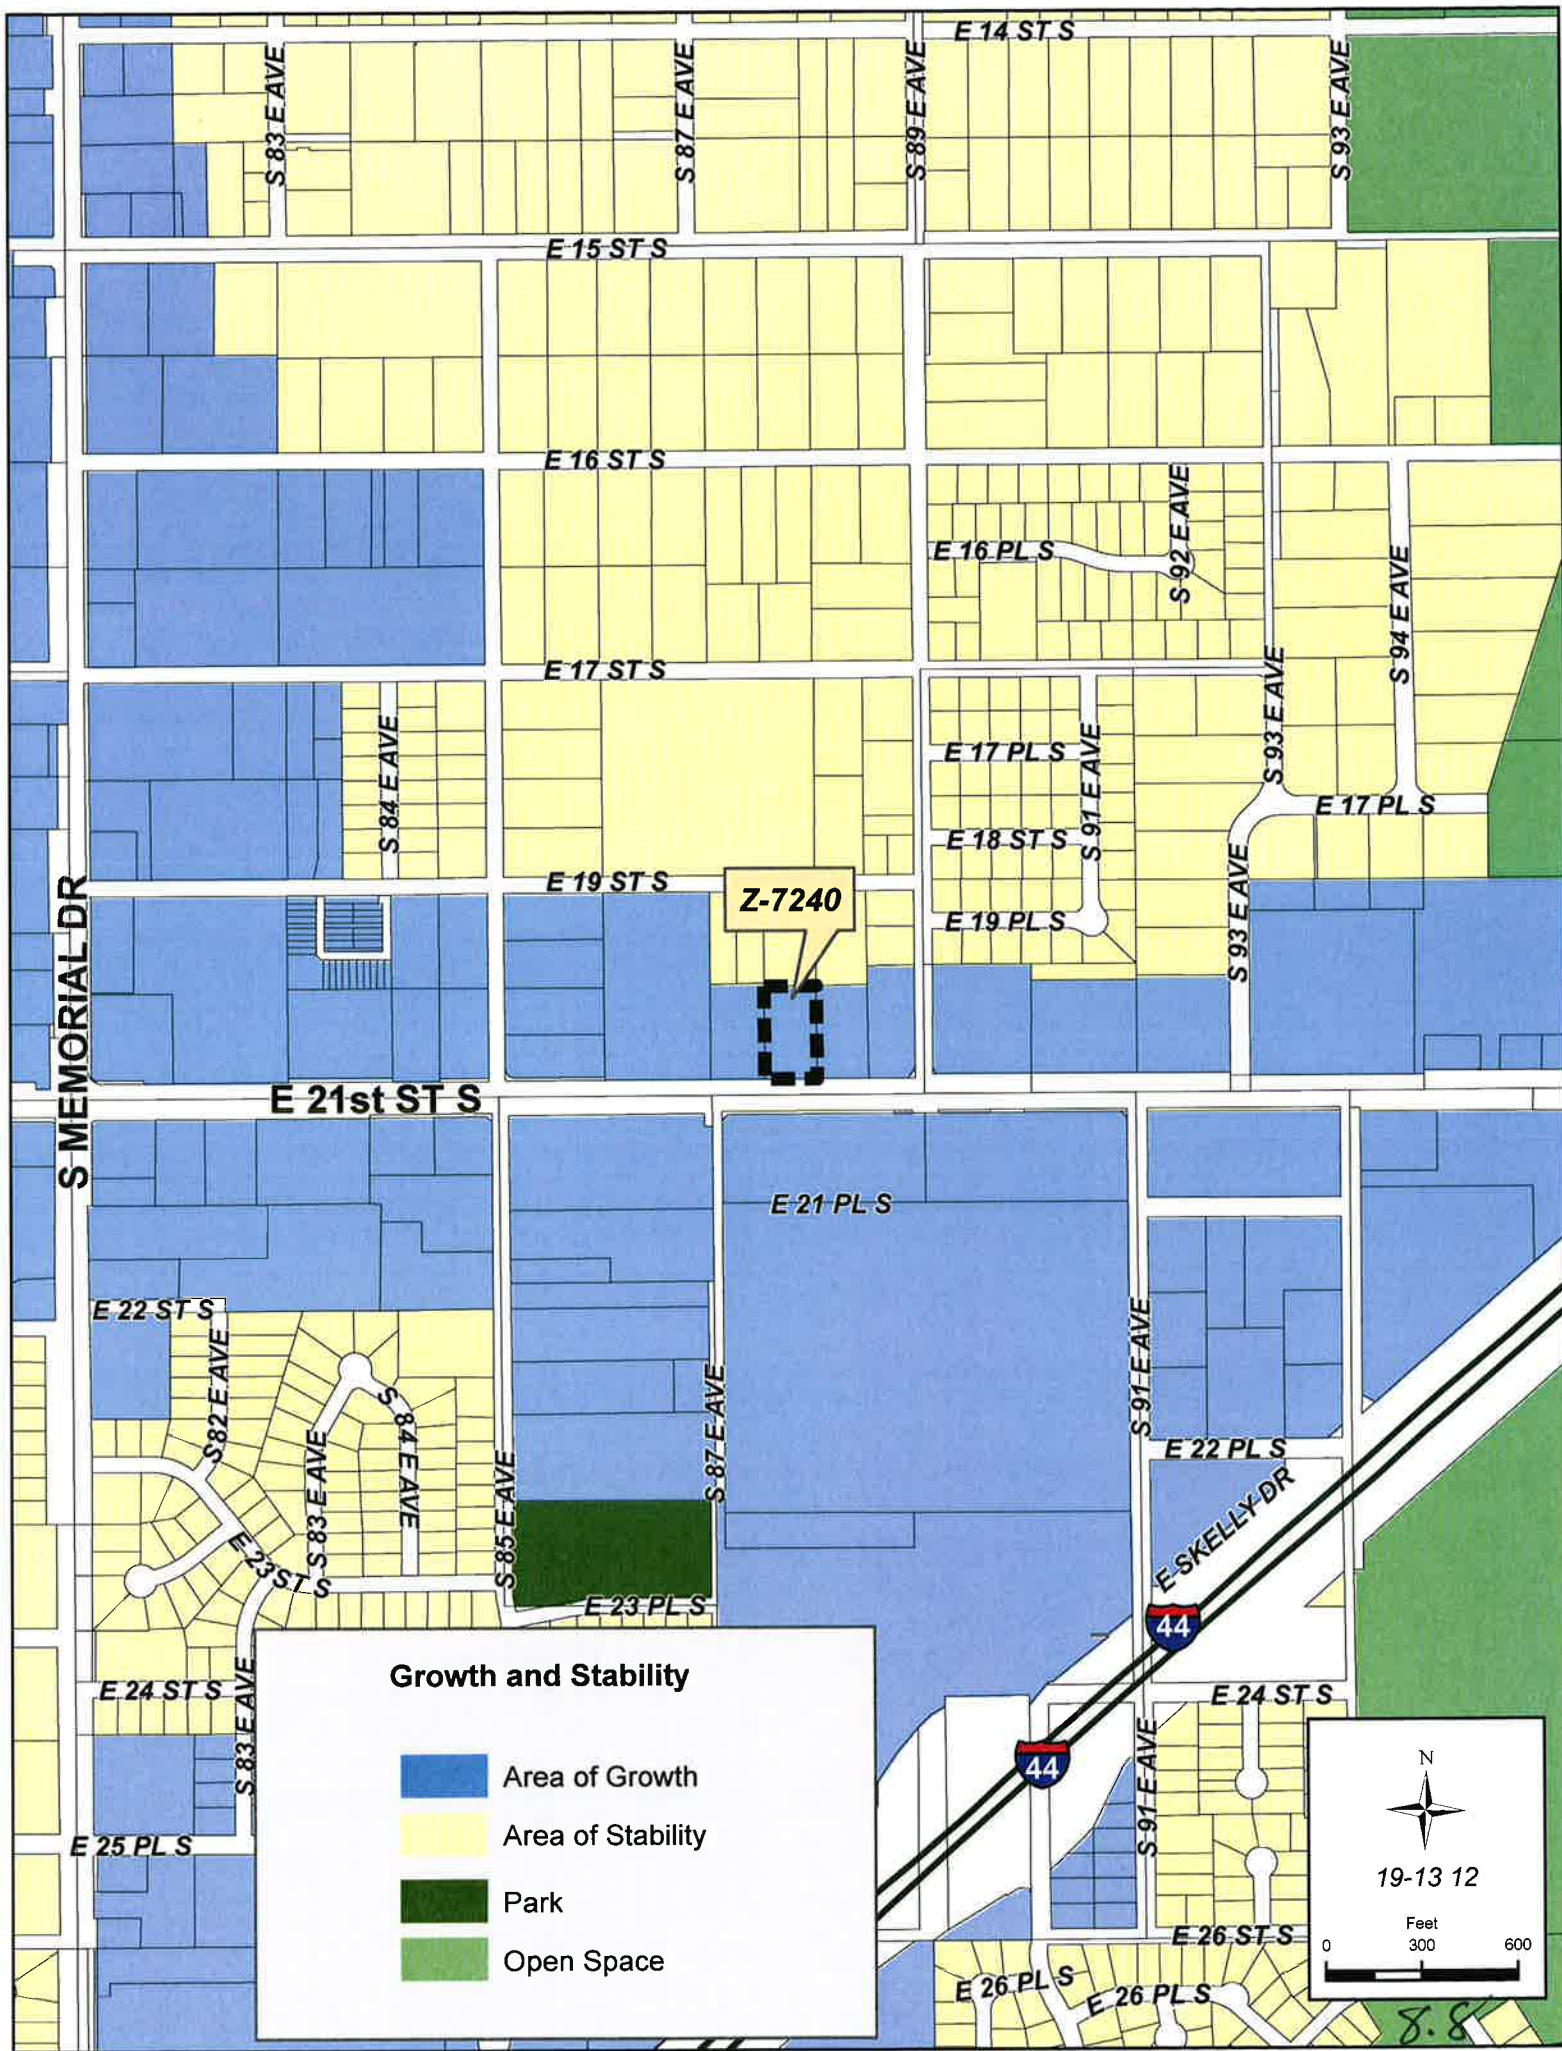 E 14 ST S
S 83 E AVE
S 87 E AVE
S 89 E AVE
S 93 E AVE
E 15 ST S
E 16 ST S
E 16 PL S
S 92 E AVE
S 94 E AVE
E 17 ST S
S 93 E AVE
S 84 E AVE
E 17 PL S
S 91 E AVE
E 17 PL S
E 18 ST S
E 19 ST S
Z-7240
E 19 PL S
S 93 E AVE
S MEMORIAL DR
E 21st ST S
E 21 PL S
E 22 ST S
S 82 E AVE
S 84 E AVE
S 83 E AVE
S 85 E AVE
S 87 E AVE
S 91 E AVE
E 22 PL S
E SKELLY DR
E 23 ST S
E 23 PL S
44
Growth and Stability
E 24 ST S
S 83 E AVE
E 24 ST S
44
S 91 E AVE
Area of Growth
Area of Stability
Park
Open Space
E 25 PL S
N
19-13 12
Feet
0 300 600
E 26 ST S
E 26 PL S
E 26 PL S
8.8